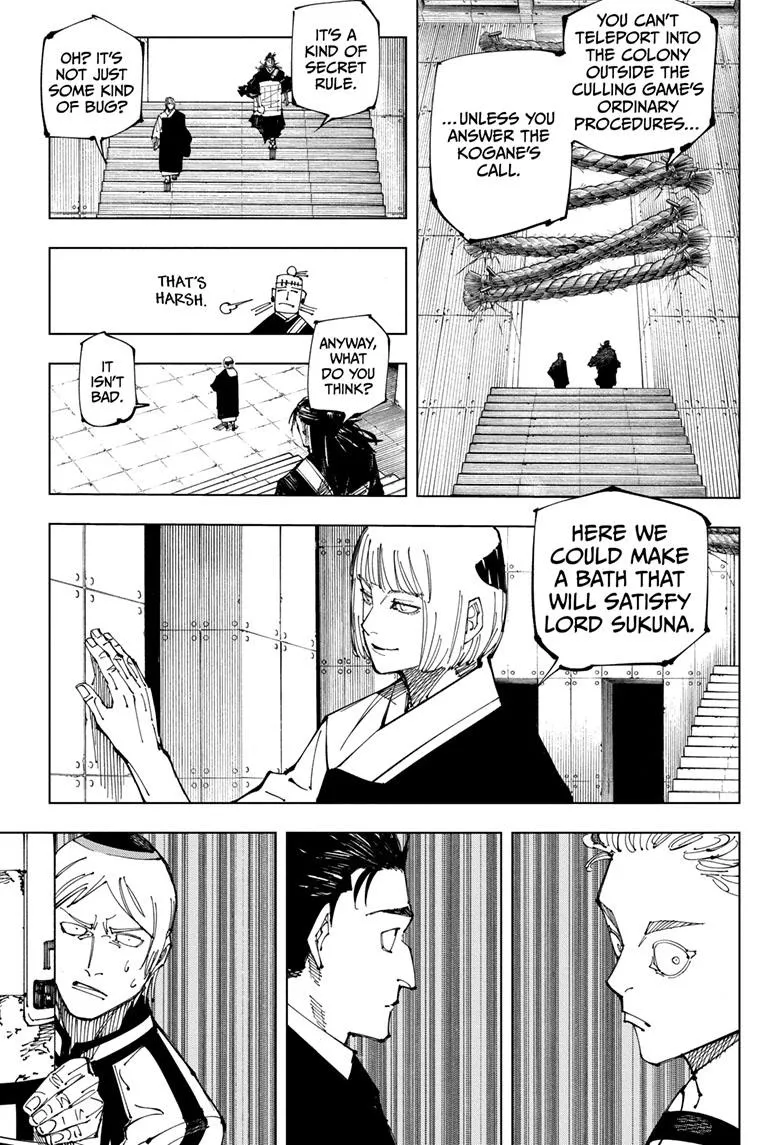 YOU CAN'T
TELEPORT INTO
THE COLONY
OUTSIDE THE
CULLING GAME'S
ORDINARY
PROCEDURES...
...UNLESS YOU
ANSWER THE
KOGANE'S
CALL.
IT'S A
KIND OF
SECRET
RULE.
OH? IT'S
NOT JUST
SOME KIND
OF BUG?
THAT'S
HARSH.
ANYWAY,
WHAT
DO YOU
THINK?
IT
ISN'T
BAD.
HERE WE
COULD MAKE
A BATH THAT
WILL SATISFY
LORD SUKUNA.